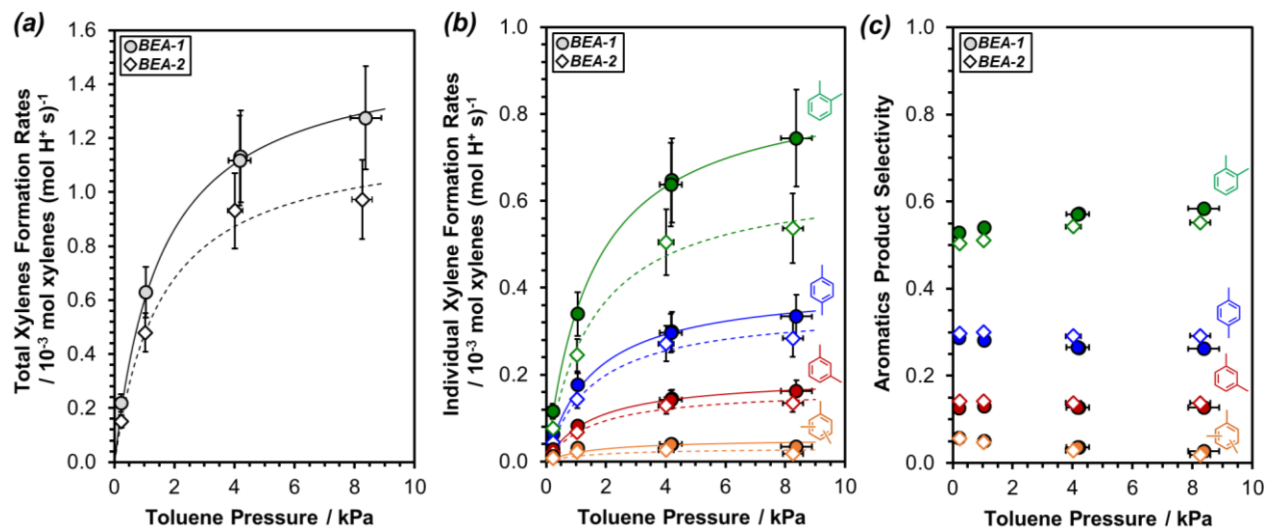 (a)
BEA-1
BEA-2
Total Xylenes Formation Rates
/ 10⁻³ mol xylenes (mol H⁺ s)⁻¹
1.6
1.4
1.2
1.0
0.8
0.6
0.4
0.2
0.0
0 2 4 6 8 10
Toluene Pressure / kPa
(b)
BEA-1
BEA-2
Individual Xylene Formation Rates
/ 10⁻³ mol xylenes (mol H⁺ s)⁻¹
1.0
0.8
0.6
0.4
0.2
0.0
0 2 4 6 8 10
Toluene Pressure / kPa
(c)
BEA-1
BEA-2
Aromatics Product Selectivity
1.0
0.8
0.6
0.4
0.2
0.0
0 2 4 6 8 10
Toluene Pressure / kPa